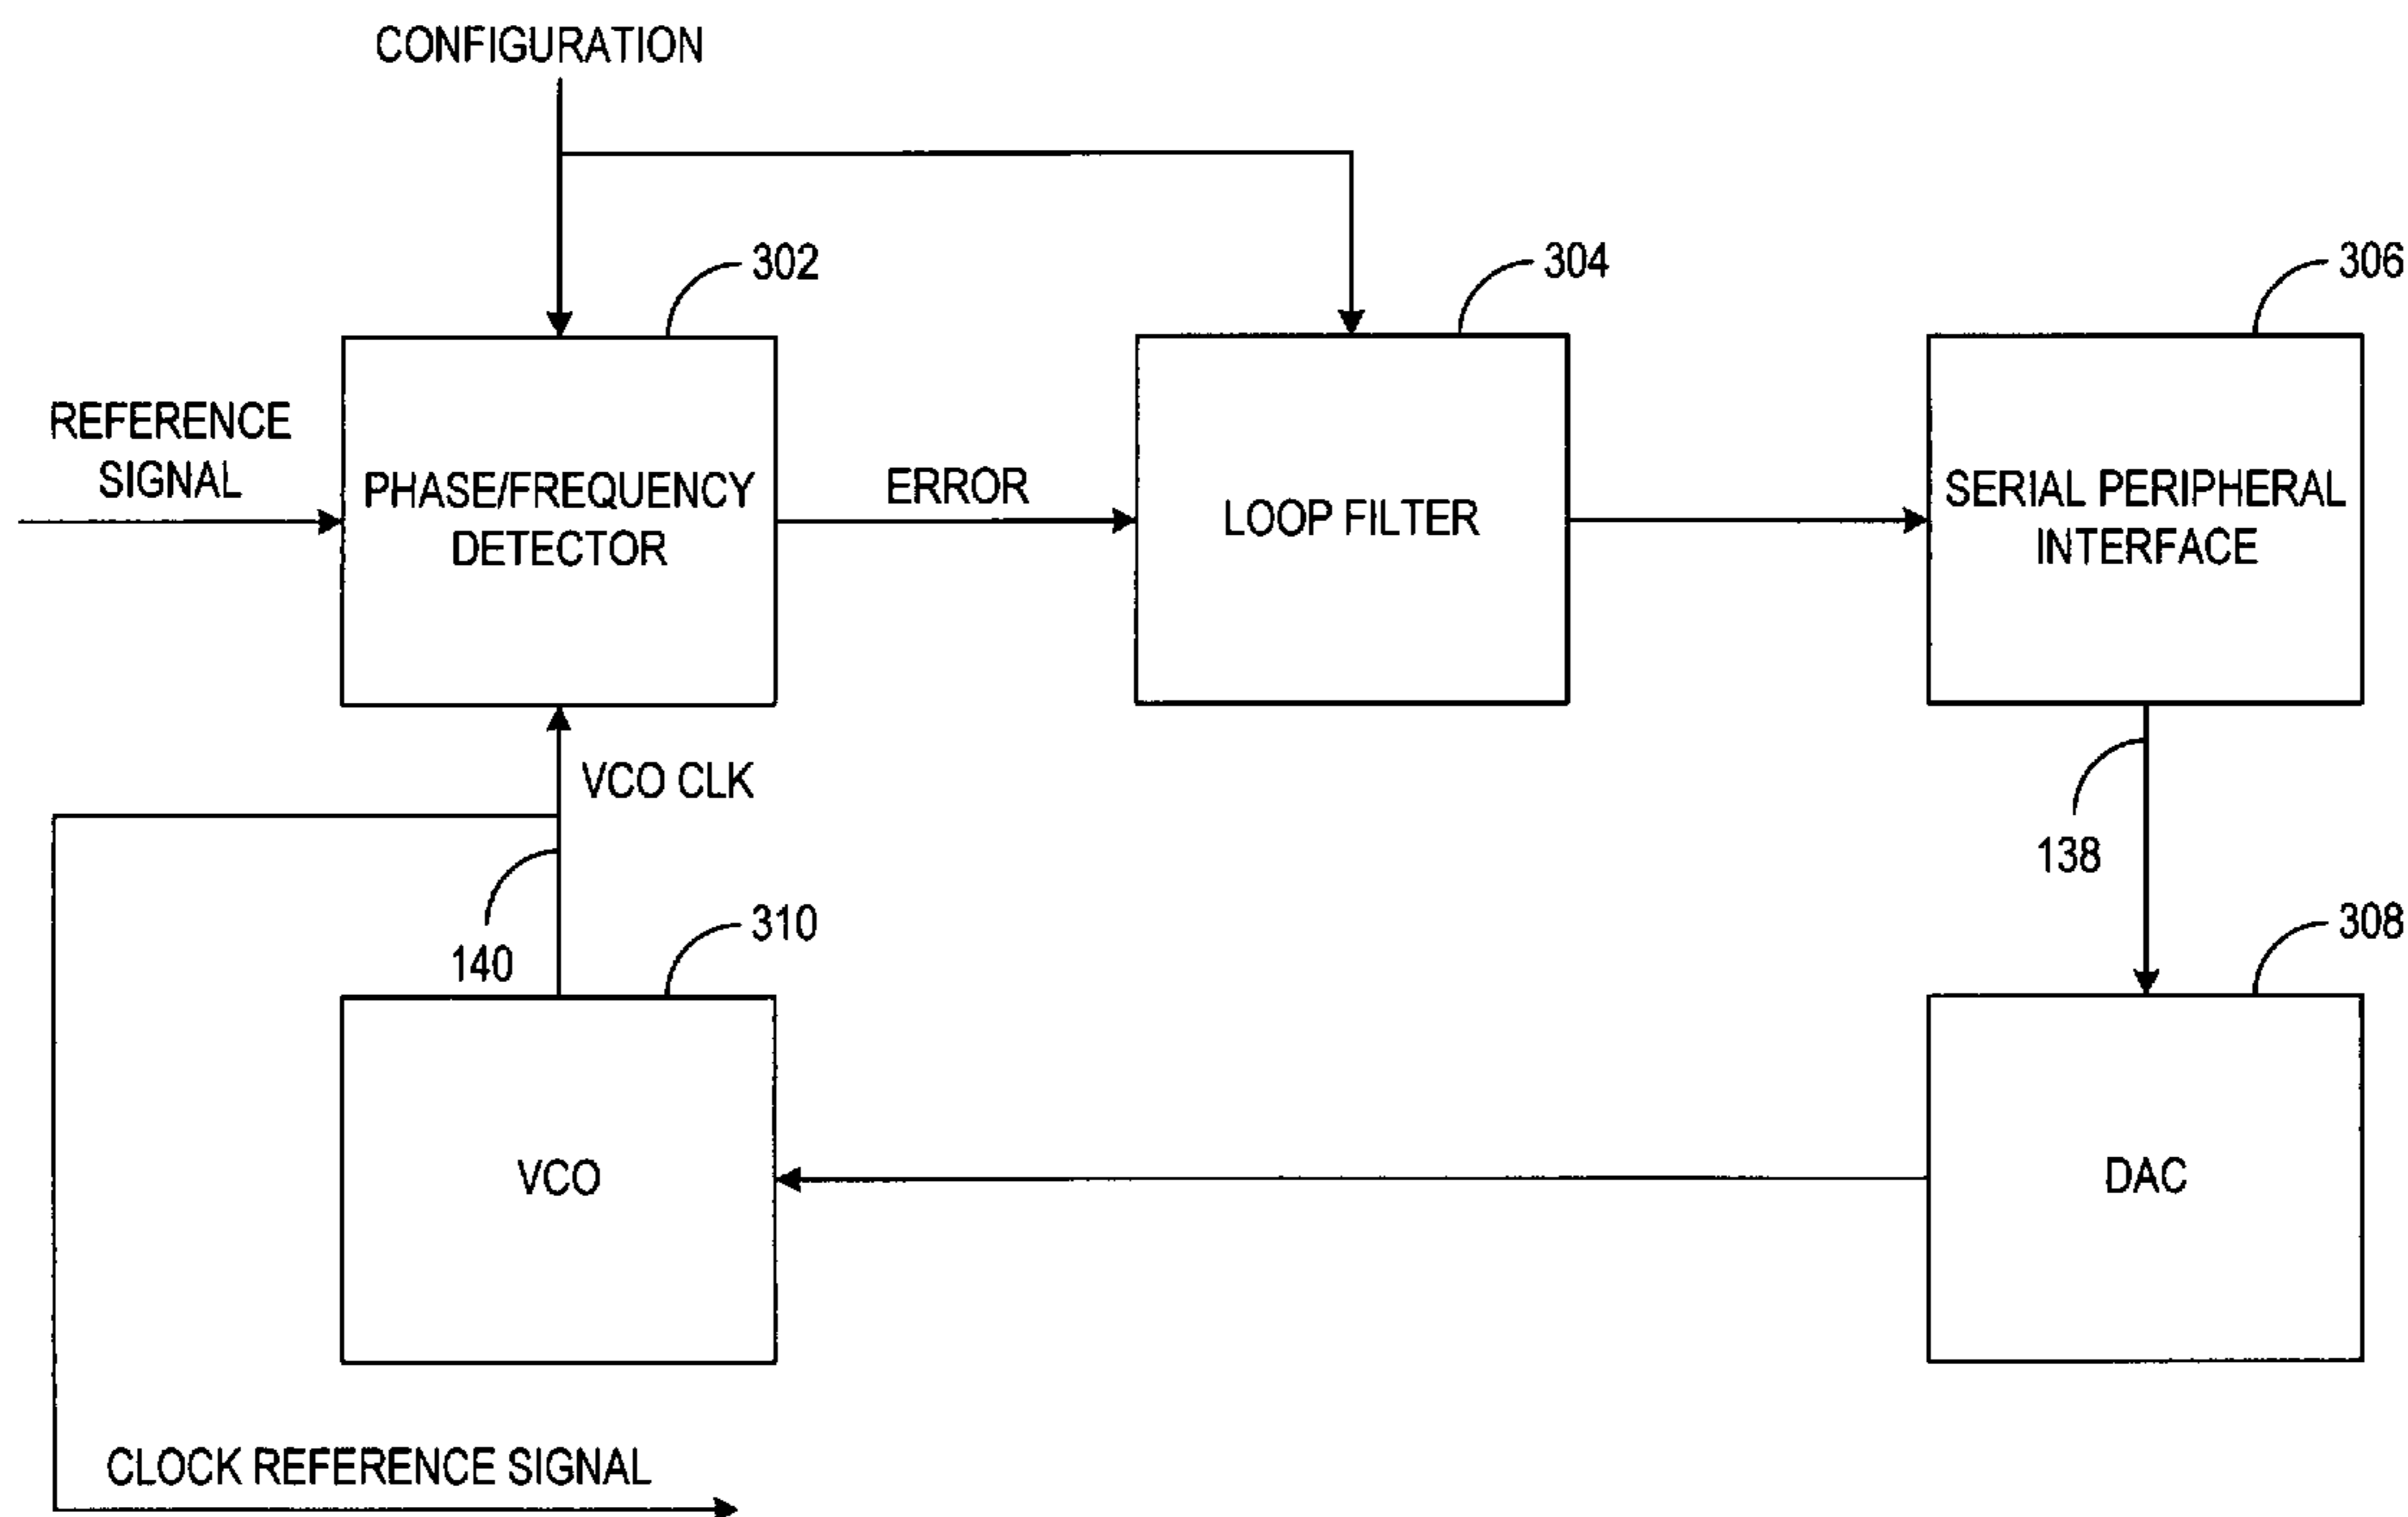 CONFIGURATION
302
304
306
REFERENCE
SIGNAL
PHASE/FREQUENCY
DETECTOR
ERROR
LOOP FILTER
SERIAL PERIPHERAL
INTERFACE
VCO CLK
138
140
310
308
VCO
DAC
CLOCK REFERENCE SIGNAL